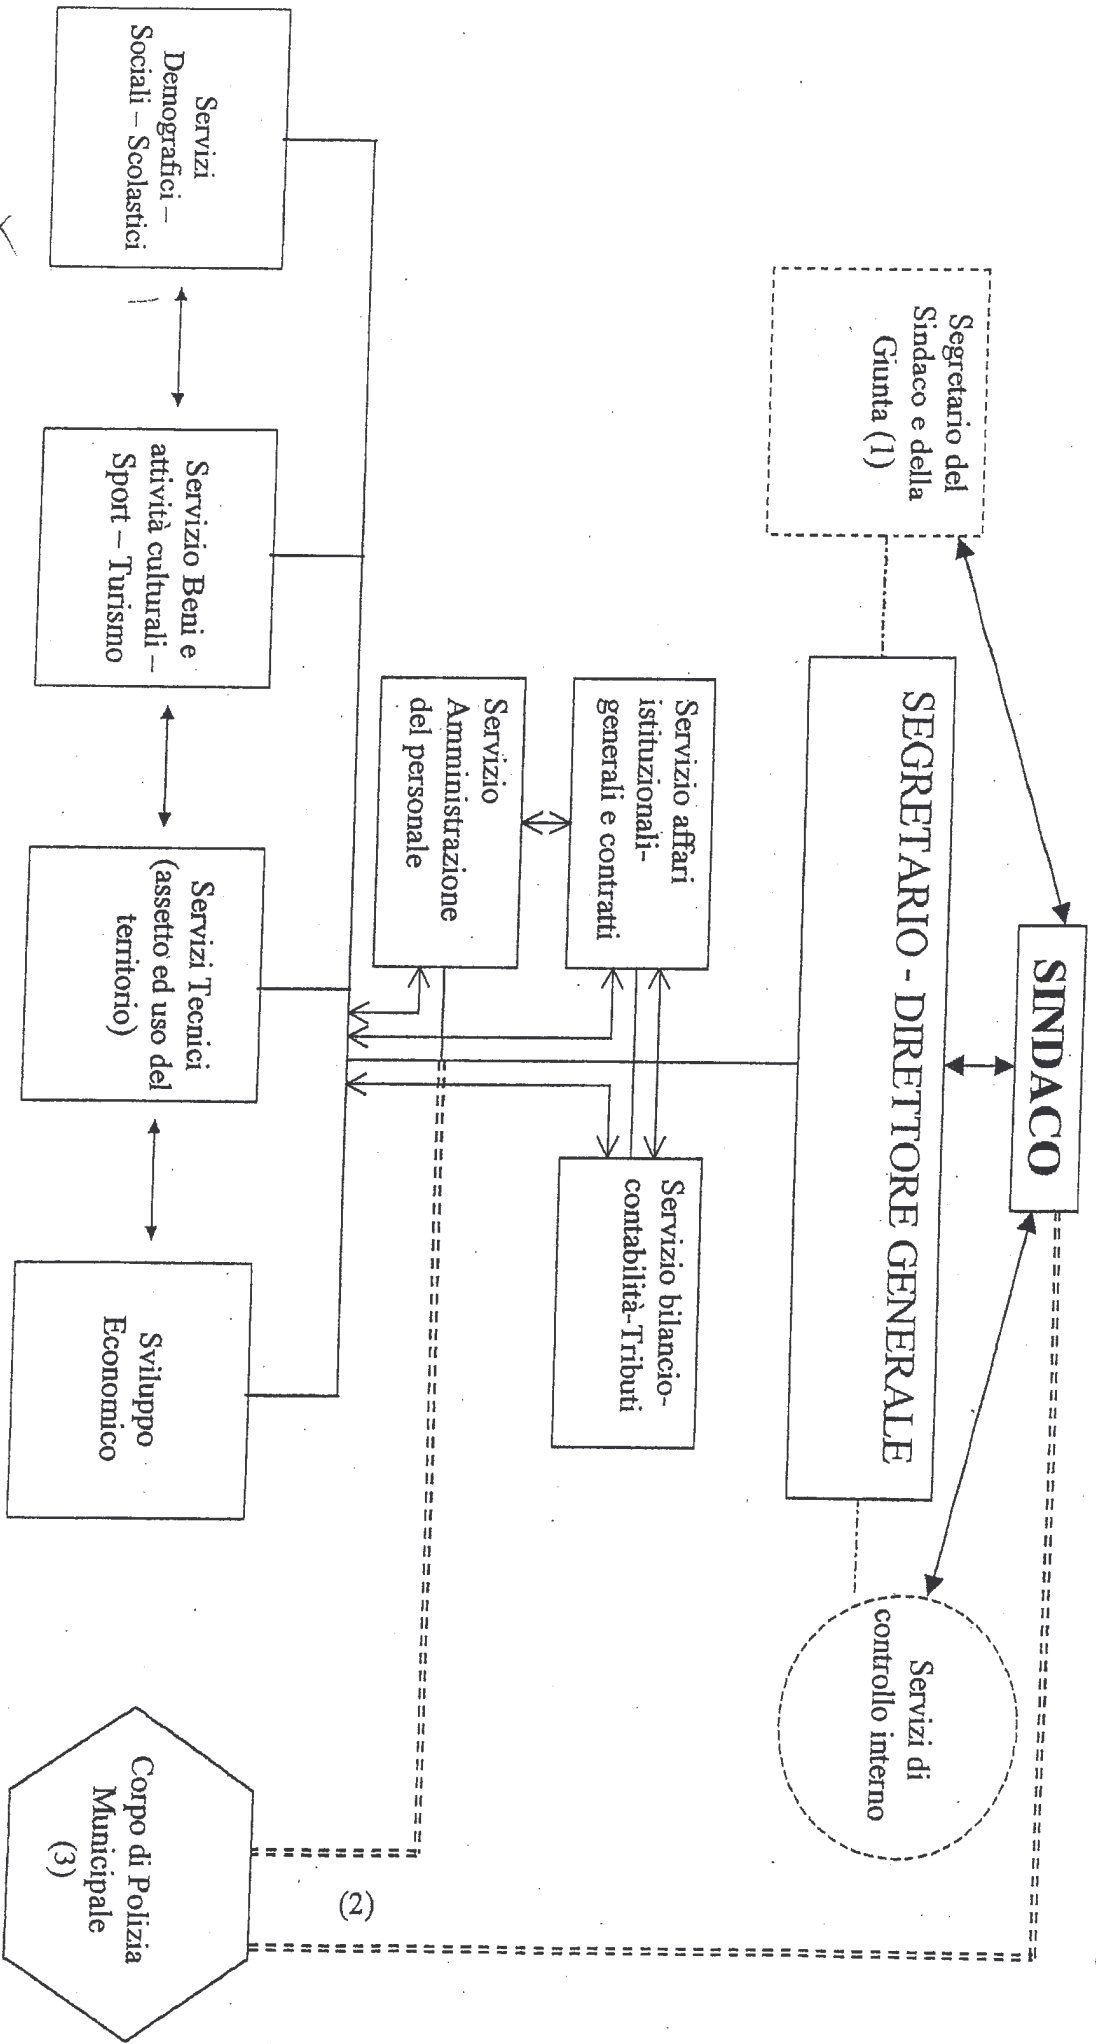 SINDACO
Segretario del
Sindaco e della
Giunta (1)
SEGRETARIO - DIRETTORE GENERALE
Servizi di
controllo interno
Servizio affari
istituzionali-
generali e contratti
Servizio bilancio-
contabilità-Tributi
Servizio
Amministrazione
del personale
(2)
Servizi
Demografici –
Sociali – Scolastici
Servizio Beni e
attività culturali –
Sport – Turismo
Servizi Tecnici
(assetto ed uso del
territorio)
Sviluppo
Economico
Corpo di Polizia
Municipale
(3)